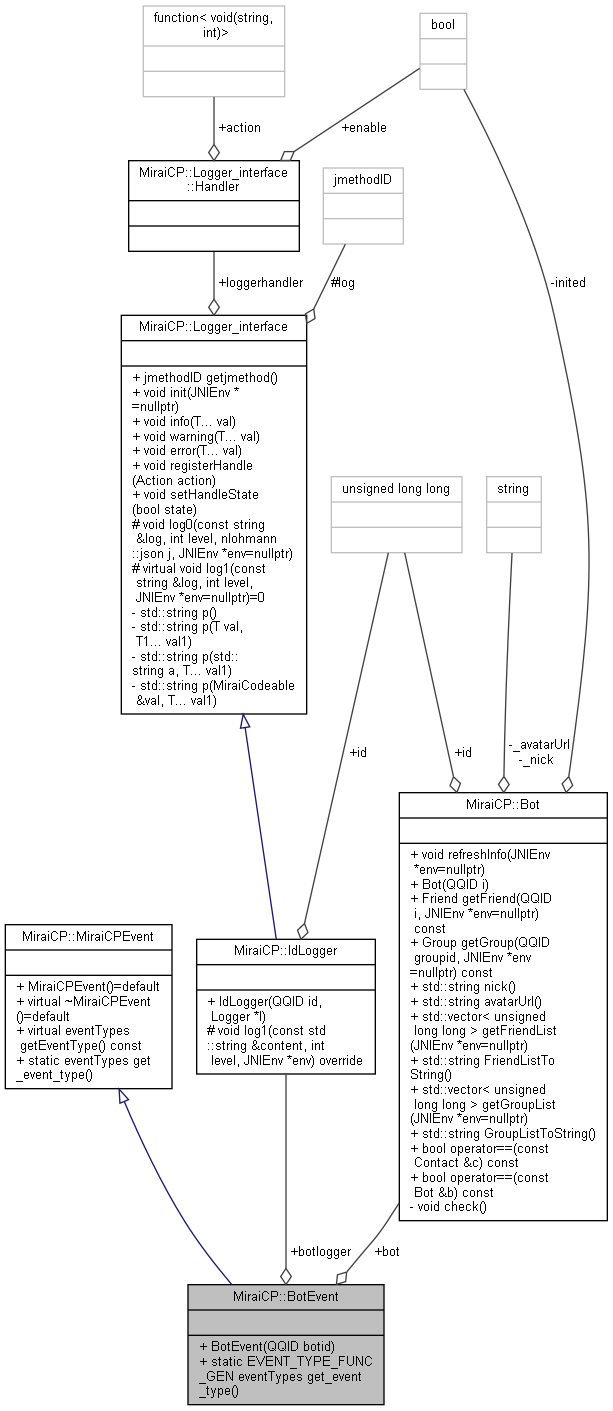 function< void(string,
int)>
bool
+action
+enable
MiraiCP::Logger_interface
::Handler
jmethodID
+loggerhandler
#log
-inited
MiraiCP::Logger_interface
+ jmethodID getjmethod()
+ void init(JNIEnv *
=nullptr)
+ void info(T... val)
+ void warning(T... val)
+ void error(T... val)
+ void registerHandle
(Action action)
+ void setHandleState
(bool state)
# void log0(const string
&log, int level, nlohmann
::json j, JNIEnv *env=nullptr)
# virtual void log1(const
string &log, int level,
JNIEnv *env=nullptr)=0
- std::string p()
- std::string p(T val,
T1... val1)
- std::string p(std::
string a, T... val1)
- std::string p(MiraiCodeable
&val, T... val1)
unsigned long long
string
+id
+id
-_avatarUrl
-_nick
MiraiCP::Bot
+ void refreshInfo(JNIEnv
*env=nullptr)
+ Bot(QQID i)
+ Friend getFriend(QQID
i, JNIEnv *env=nullptr)
const
+ Group getGroup(QQID
groupid, JNIEnv *env
=nullptr) const
+ std::string nick()
+ std::string avatarUrl()
+ std::vector< unsigned
long long > getFriendList
(JNIEnv *env=nullptr)
+ std::string FriendListTo
String()
+ std::vector< unsigned
long long > getGroupList
(JNIEnv *env=nullptr)
+ std::string GroupListToString()
+ bool operator==(const
Contact &c) const
+ bool operator==(const
Bot &b) const
- void check()
MiraiCP::MiraiCPEvent
+ MiraiCPEvent()=default
+ virtual ~MiraiCPEvent
()=default
+ virtual eventTypes
getEventType() const
+ static eventTypes get
_event_type()
MiraiCP::IdLogger
+ IdLogger(QQID id,
Logger *l)
# void log1(const std
::string &content, int
level, JNIEnv *env) override
+botlogger
+bot
MiraiCP::BotEvent
+ BotEvent(QQID botid)
+ static EVENT_TYPE_FUNC
_GEN eventTypes get_event
_type()